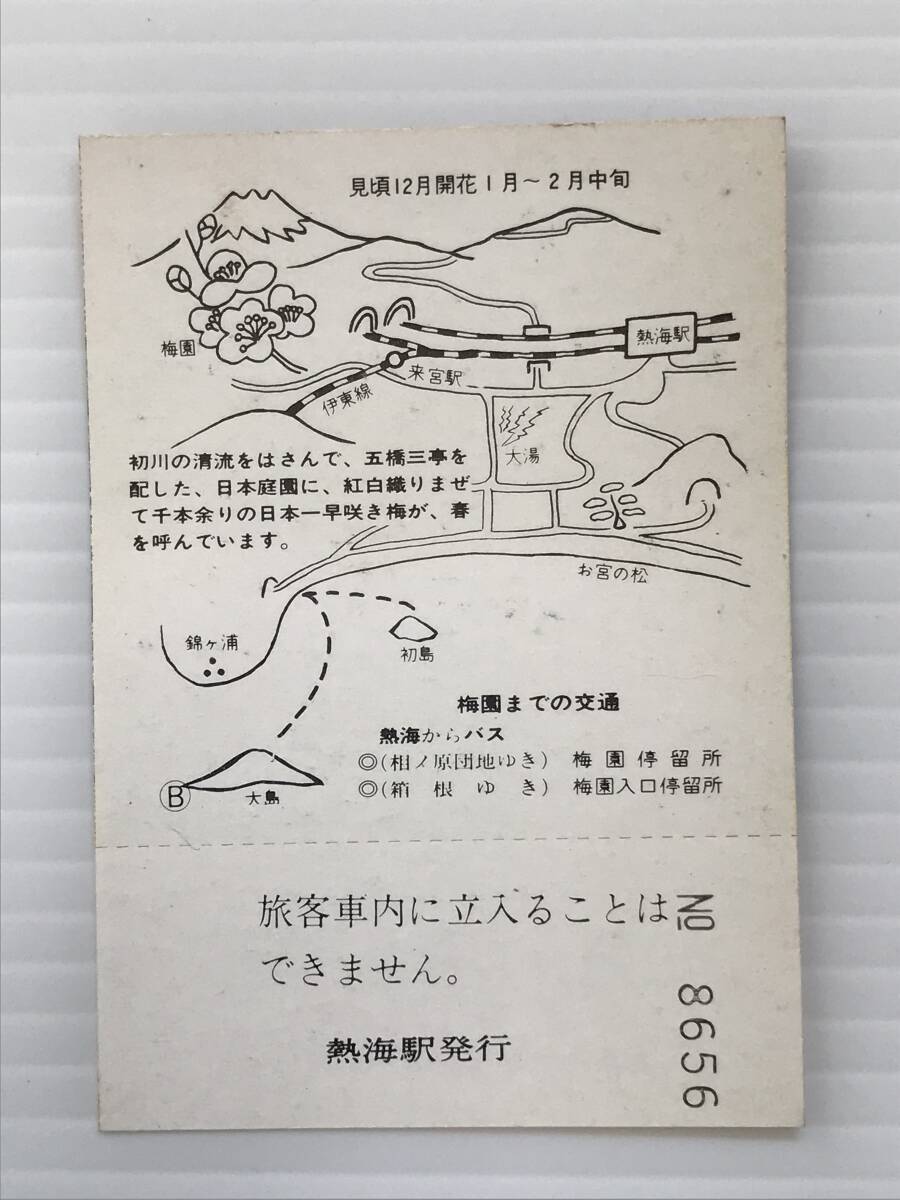 見頃12月開花1月～2月中旬
梅園
熱海駅
来宮駅
伊東線
大湯
初川の清流をはさんで、五橋三亭を
配した、日本庭園に、紅白織りまぜ
て千本余りの日本一早咲き梅が、春
を呼んでいます。
お宮の松
錦ヶ浦
初島
梅園までの交通
熱海からバス
◎(相ノ原団地ゆき) 梅園停留所
◎(箱根ゆき) 梅園入口停留所
Ⓑ
大島
旅客車内に立入ることは
できません。
熱海駅発行
№ 8656